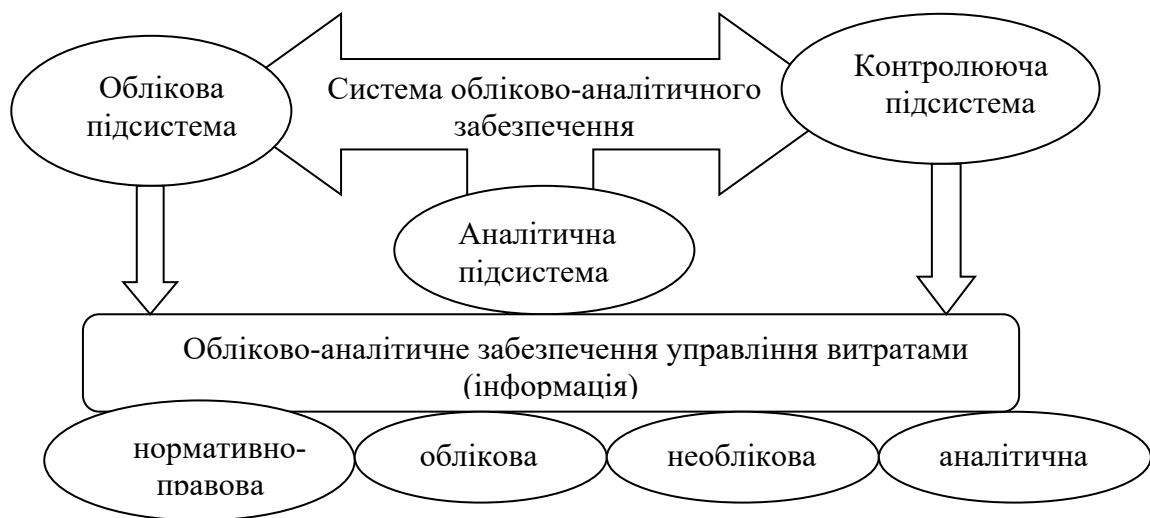 Облікова
підсистема
Система обліково-аналітичного
забезпечення
Контролююча
підсистема
Аналітична
підсистема
Обліково-аналітичне забезпечення управління витратами
(інформація)
нормативно-
правова
облікова
необлікова
аналітична